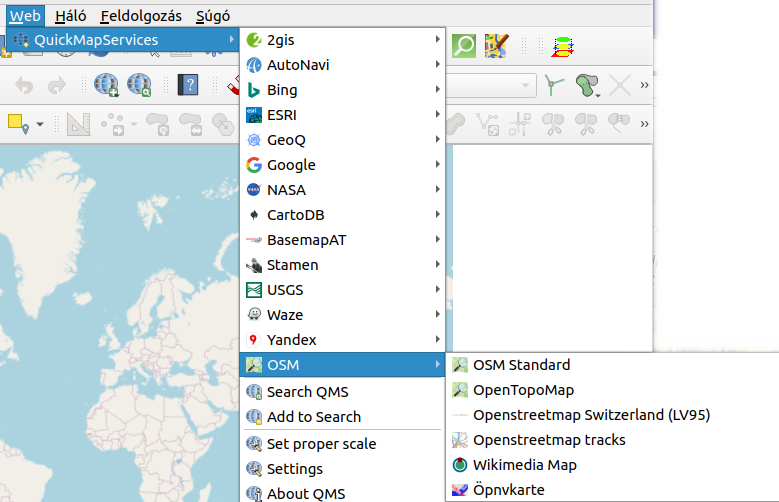 Web Háló Feldolgozás Súgó
QuickMapServices
2gis
AutoNavi
Bing
ESRI
GeoQ
Google
NASA
CartoDB
BasemapAT
Stamen
USGS
Waze
Yandex
OSM
Search QMS
Add to Search
Set proper scale
Settings
About QMS
OSM Standard
OpenTopoMap
Openstreetmap Switzerland (LV95)
Openstreetmap tracks
Wikimedia Map
Öpnvkarte